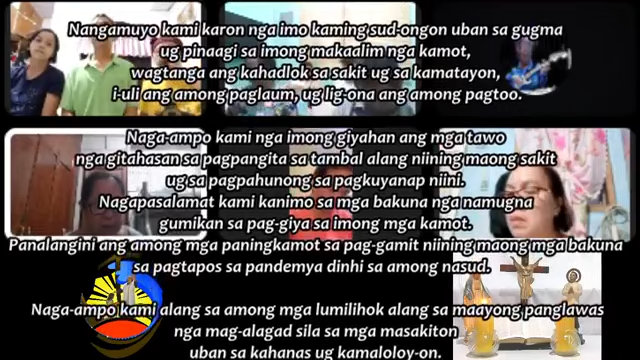 Nangamuyo kami karon nga imo kaming sud-ongon uban sa gugma
ug pinaagi sa imong makaalim nga kamot,
wagtanga ang kahadlok sa sakit ug sa kamatayon,
i-uli ang among paglaum, ug lig-ona ang among pagtoo.
Naga-ampo kami nga imong giyahan ang mga tawo
nga gitahasan sa pagpangita sa tambal alang niining maong sakit
ug sa pagpahunong sa pagkuyanap niini.
Nagapasalamat kami kanimo sa mga bakuna nga namugna
gumikan sa pag-giya sa imong mga kamot.
Panalangini ang among mga paningkamot sa pag-gamit niining maong mga bakuna
sa pagtapos sa pandemya dinhi sa among nasud.
Naga-ampo kami alang sa among mga lumilihok alang sa maayong panglawas
nga mag-alagad sila sa mga masakiton
uban sa kahanas ug kamaloloy-on.